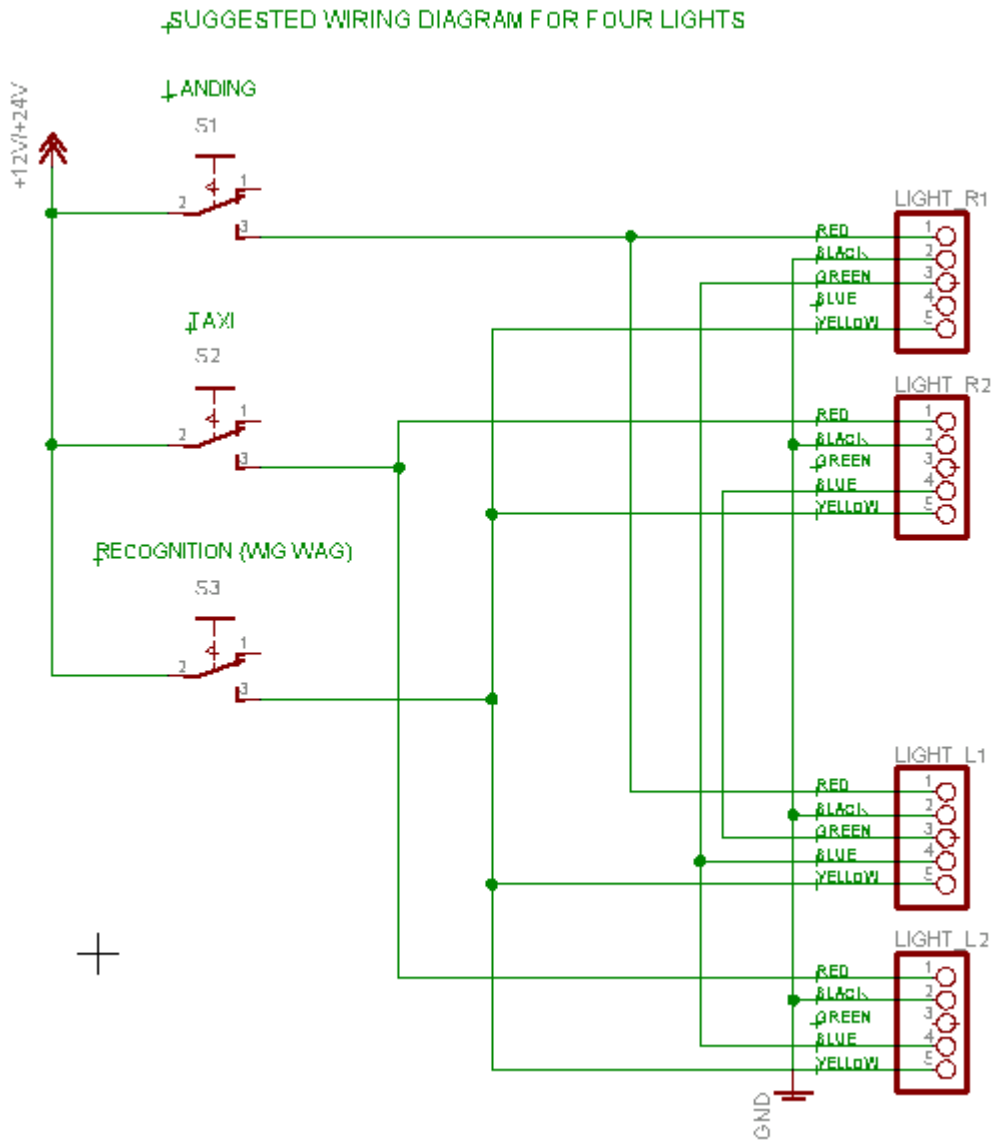 SUGGESTED WIRING DIAGRAM FOR FOUR LIGHTS
+12V/+24V
LANDING
S1
1
2
3
TAXI
S2
1
2
3
RECOGNITION (WIG WAG)
S3
1
2
3
LIGHT_R1
RED 1
BLACK 2
GREEN 3
BLUE 4
YELLOW 5
LIGHT_R2
RED 1
BLACK 2
GREEN 3
BLUE 4
YELLOW 5
LIGHT_L1
RED 1
BLACK 2
GREEN 3
BLUE 4
YELLOW 5
LIGHT_L2
RED 1
BLACK 2
GREEN 3
BLUE 4
YELLOW 5
GND